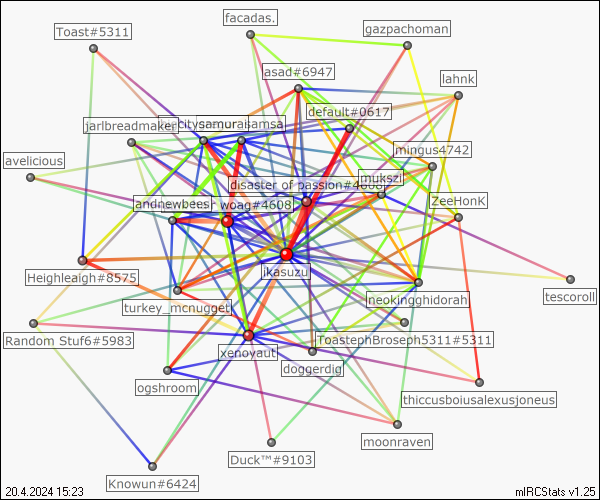 facadas.
Toast#5311
gazpachoman
asad#6947
lahnk
default#0617
citysamurai
samsa
jarlbreadmaker
mingus4742
avelicious
mukszi
disaster of passion#4608
andnewbees
woag#4608
ZeeHonK
Heighleaigh#8575
jkasuzu
tescoroll
neokingghidorah
turkey_mcnugget
Random Stuf6#5983
ToastephBroseph5311#5311
xenovaut
doggerdig
ogshroom
thiccusboiusalexusjoneus
moonraven
Duck™#9103
Knowun#6424
20.4.2024 15:23
mIRCStats v1.25